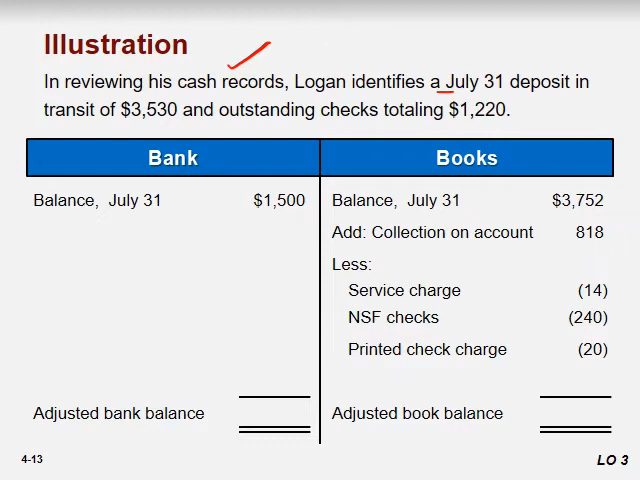 Illustration
In reviewing his cash records, Logan identifies a July 31 deposit in
transit of $3,530 and outstanding checks totaling $1,220.
Bank Books
Balance, July 31 $1,500 Balance, July 31 $3,752
Add: Collection on account 818
Less:
Service charge (14)
NSF checks (240)
Printed check charge (20)
Adjusted bank balance Adjusted book balance
4-13 LO 3